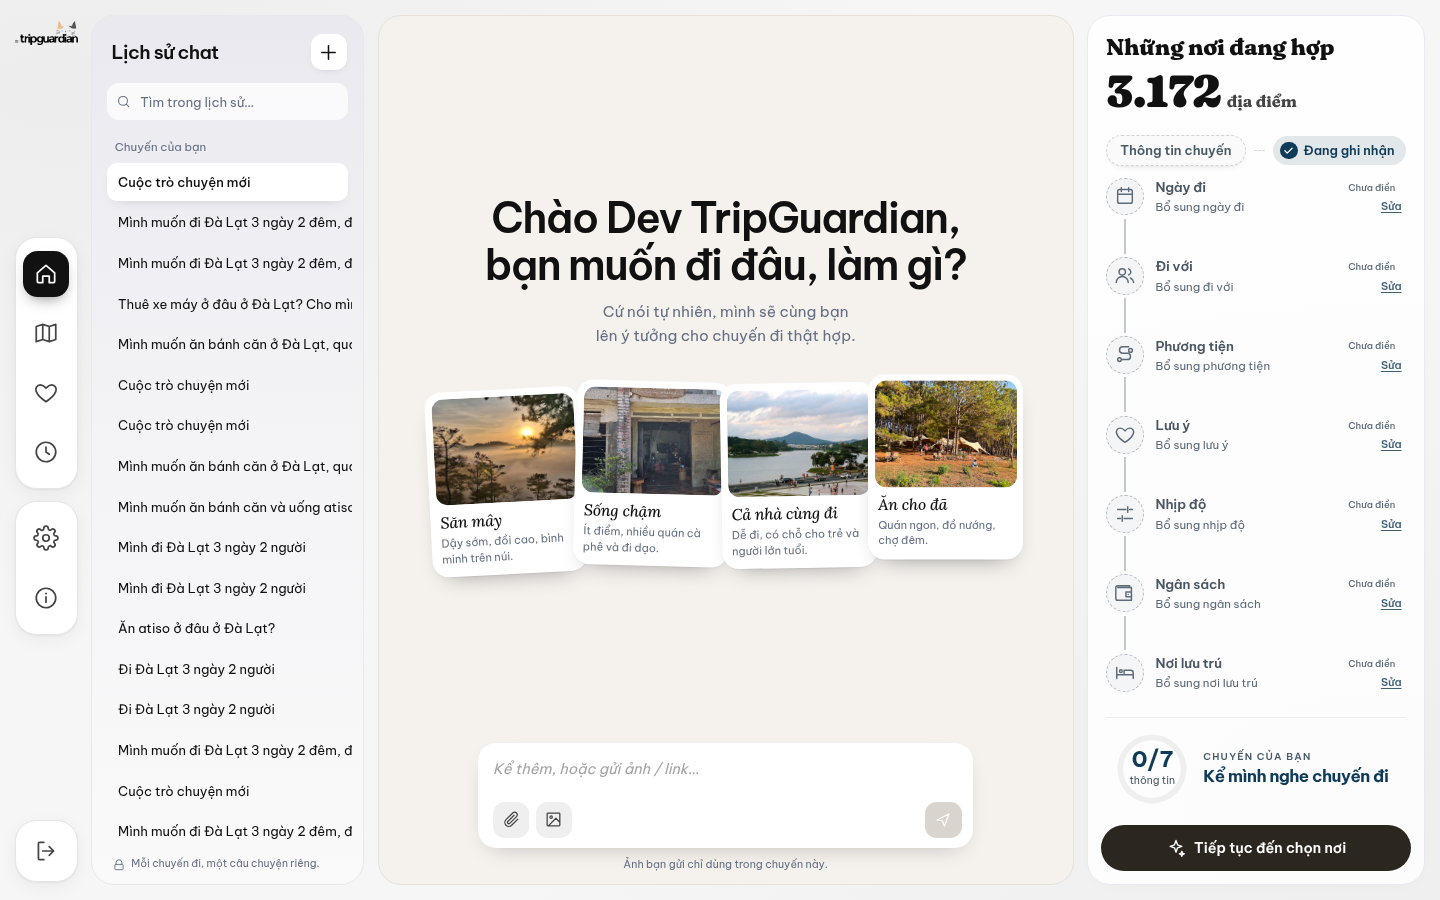 tripguardian
Lịch sử chat
Tìm trong lịch sử...
Chuyến của bạn
Cuộc trò chuyện mới
Mình muốn đi Đà Lạt 3 ngày 2 đêm, đ
Mình muốn đi Đà Lạt 3 ngày 2 đêm, đ
Thuê xe máy ở đâu ở Đà Lạt? Cho mìn
Mình muốn ăn bánh căn ở Đà Lạt, quá
Cuộc trò chuyện mới
Cuộc trò chuyện mới
Mình muốn ăn bánh căn ở Đà Lạt, quá
Mình muốn ăn bánh căn và uống atiso
Mình đi Đà Lạt 3 ngày 2 người
Mình đi Đà Lạt 3 ngày 2 người
Ăn atiso ở đâu ở Đà Lạt?
Đi Đà Lạt 3 ngày 2 người
Đi Đà Lạt 3 ngày 2 người
Mình muốn đi Đà Lạt 3 ngày 2 đêm, đ
Cuộc trò chuyện mới
Mình muốn đi Đà Lạt 3 ngày 2 đêm, đ
Mỗi chuyến đi, một câu chuyện riêng.
Chào Dev TripGuardian,
bạn muốn đi đâu, làm gì?
Cứ nói tự nhiên, mình sẽ cùng bạn
lên ý tưởng cho chuyến đi thật hợp.
Săn mây
Dậy sớm, đồi cao, bình
minh trên núi.
Sống chậm
Ít điểm, nhiều quán cà
phê và đi dạo.
Cả nhà cùng đi
Dễ đi, có chỗ cho trẻ và
người lớn tuổi.
Ăn cho đã
Quán ngon, đồ nướng,
chợ đêm.
Kể thêm, hoặc gửi ảnh / link...
Ảnh bạn gửi chỉ dùng trong chuyến này.
Những nơi đang hợp
3.172 địa điểm
Thông tin chuyến
Đang ghi nhận
Ngày đi
Chưa điền
Bổ sung ngày đi
Sửa
Đi với
Chưa điền
Bổ sung đi với
Sửa
Phương tiện
Chưa điền
Bổ sung phương tiện
Sửa
Lưu ý
Chưa điền
Bổ sung lưu ý
Sửa
Nhịp độ
Chưa điền
Bổ sung nhịp độ
Sửa
Ngân sách
Chưa điền
Bổ sung ngân sách
Sửa
Nơi lưu trú
Chưa điền
Bổ sung nơi lưu trú
Sửa
0/7
thông tin
CHUYẾN CỦA BẠN
Kể mình nghe chuyến đi
Tiếp tục đến chọn nơi